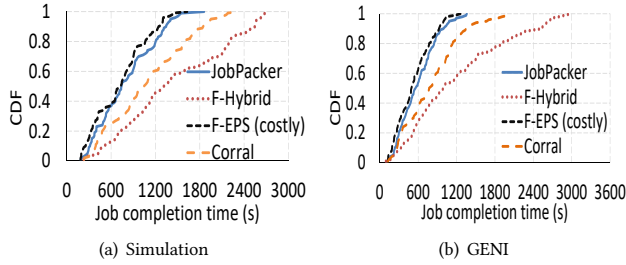 1
0.8
0.6
0.4
0.2
0
CDF
JobPacker
F-Hybrid
F-EPS (costly)
Corral
0 600 1200 1800 2400 3000
Job completion time (s)
(a) Simulation
1
0.8
0.6
0.4
0.2
0
CDF
JobPacker
F-Hybrid
F-EPS (costly)
Corral
0 600 1200 1800 2400 3000 3600
Job completion time (s)
(b) GENI